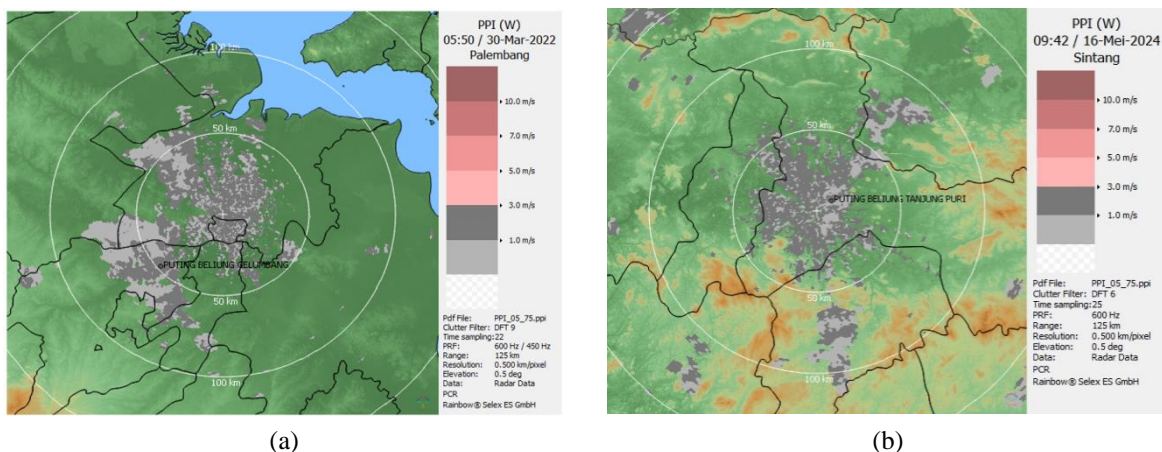 PPI (W)
05:50 / 30-Mar-2022
Palembang
10.0 m/s
7.0 m/s
5.0 m/s
3.0 m/s
1.0 m/s
Pdf File: PPI_05_75.ppi
Clutter Filter: DFT 9
Time sampling:22
PRF: 600 Hz / 450 Hz
Range: 125 km
Resolution: 0.500 km/pixel
Elevation: 0.5 deg
Data: Radar Data
PCR
Rainbow® Selex ES GmbH
100 km
50 km
PUTING BELIUNG GELUMBANG
50 km
100 km
(a)
PPI (W)
09:42 / 16-Mei-2024
Sintang
10.0 m/s
7.0 m/s
5.0 m/s
3.0 m/s
1.0 m/s
Pdf File: PPI_05_75.ppi
Clutter Filter: DFT 6
Time sampling:25
PRF: 600 Hz
Range: 125 km
Resolution: 0.500 km/pixel
Elevation: 0.5 deg
Data: Radar Data
PCR
Rainbow® Selex ES GmbH
100 km
50 km
PUTING BELIUNG TANJUNG PURI
50 km
100 km
(b)